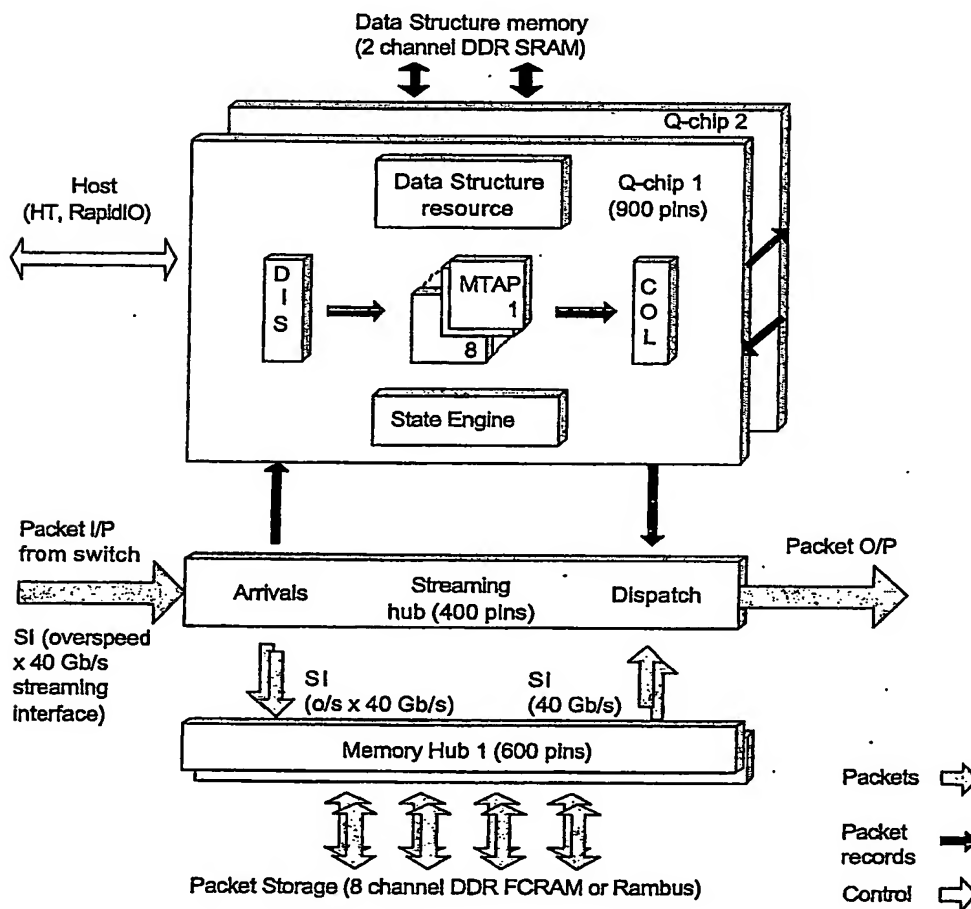 Data Structure memory
(2 channel DDR SRAM)
Q-chip 2
Host
(HT, RapidIO)
Data Structure
resource
Q-chip 1
(900 pins)
D
I
S
MTAP
1
8
C
O
L
State Engine
Packet I/P
from switch
Packet O/P
Arrivals
Streaming
hub (400 pins)
Dispatch
SI (overspeed
x 40 Gb/s
streaming
interface)
SI
(o/s x 40 Gb/s)
SI
(40 Gb/s)
Memory Hub 1 (600 pins)
Packets
Packet
records
Control
Packet Storage (8 channel DDR FCRAM or Rambus)